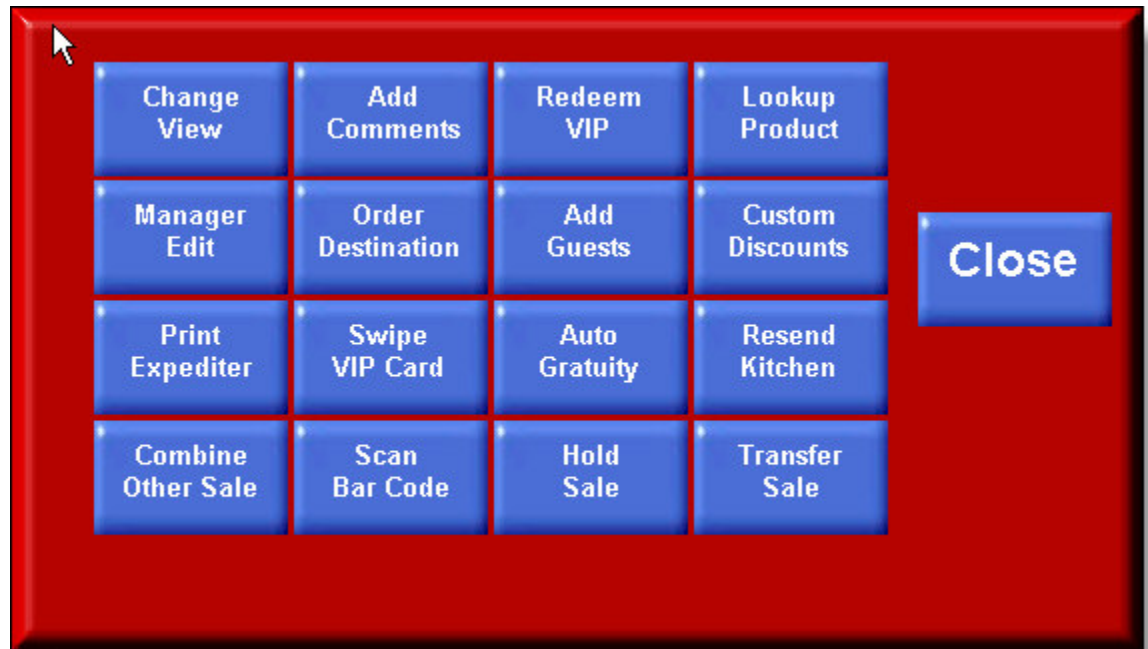 Change
View
Add
Comments
Redeem
VIP
Lookup
Product
Manager
Edit
Order
Destination
Add
Guests
Custom
Discounts
Close
Print
Expediter
Swipe
VIP Card
Auto
Gratuity
Resend
Kitchen
Combine
Other Sale
Scan
Bar Code
Hold
Sale
Transfer
Sale